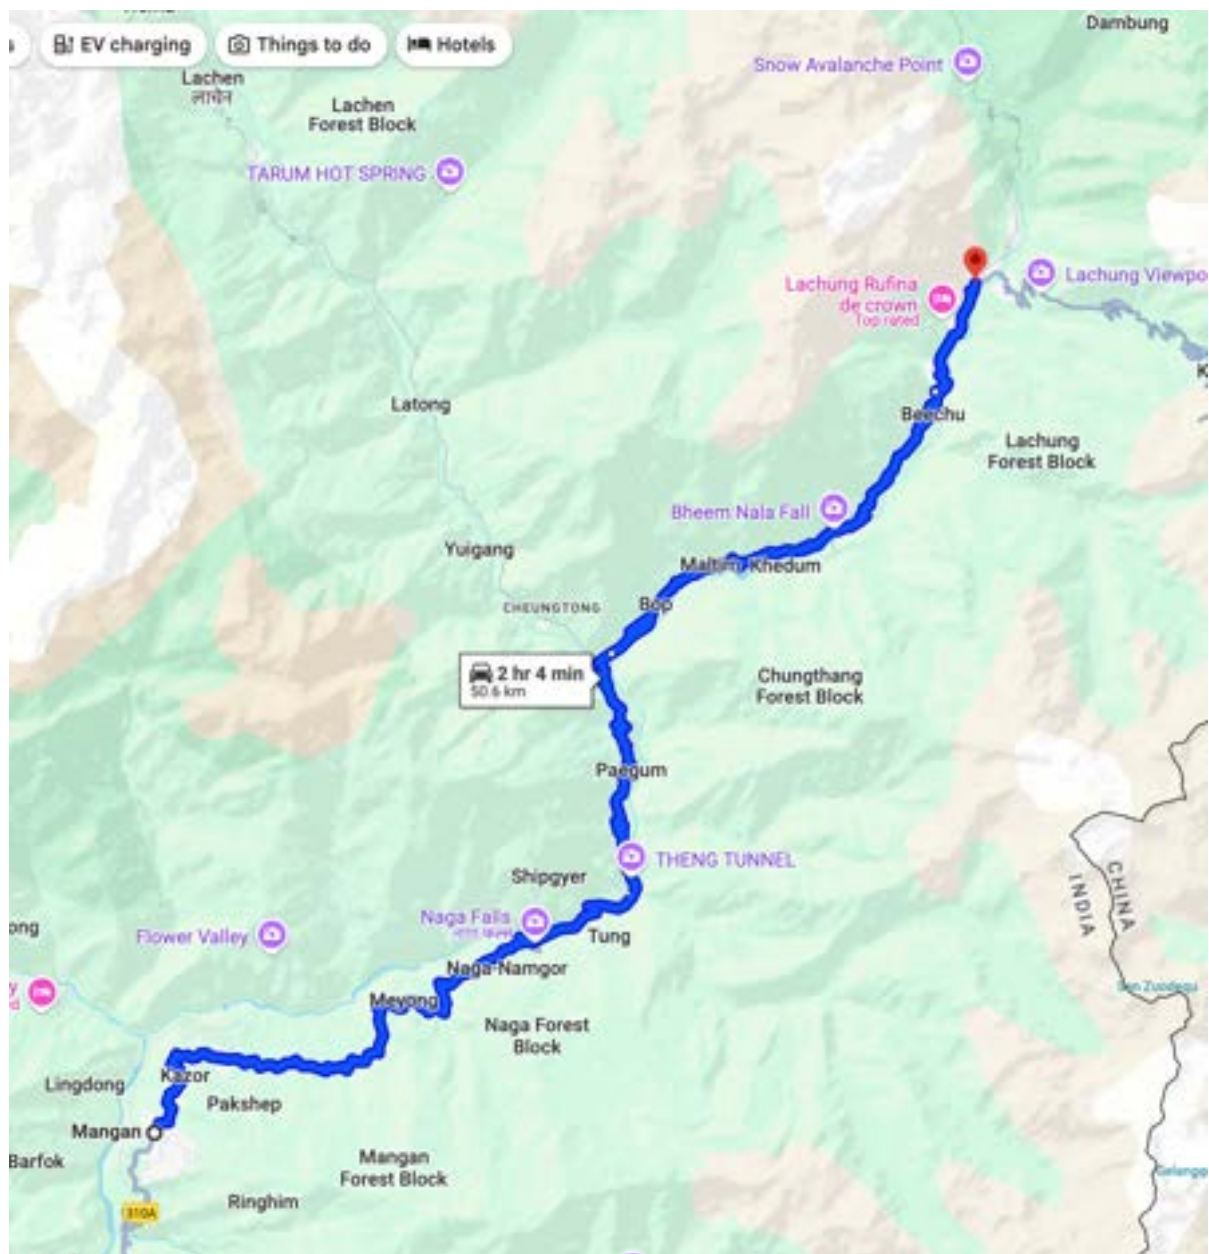 EV charging
Things to do
Hotels
Dambung
Snow Avalanche Point
Lachen
लाचेन
Lachen
Forest Block
TARUM HOT SPRING
Lachung Rufina
de crown
Top rated
Lachung Viewpo
Latong
Beechu
Lachung
Forest Block
Bheem Nala Fall
Yuigang
Maltim
Khedum
CHEUNGTONG
Bop
2 hr 4 min
50.6 km
Chungthang
Forest Block
Paegum
THENG TUNNEL
CHINA
INDIA
Shipgyer
Naga Falls
Flower Valley
Tung
ong
Naga-Namgor
Meyong
Naga Forest
Block
Kazor
Lingdong
Pakshep
Mangan
Barfok
Mangan
Forest Block
Ringhim
310A